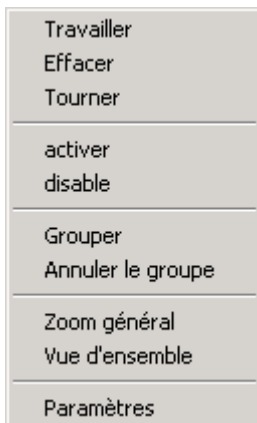 Travailler
Effacer
Tourner
activer
disable
Grouper
Annuler le groupe
Zoom général
Vue d'ensemble
Paramètres